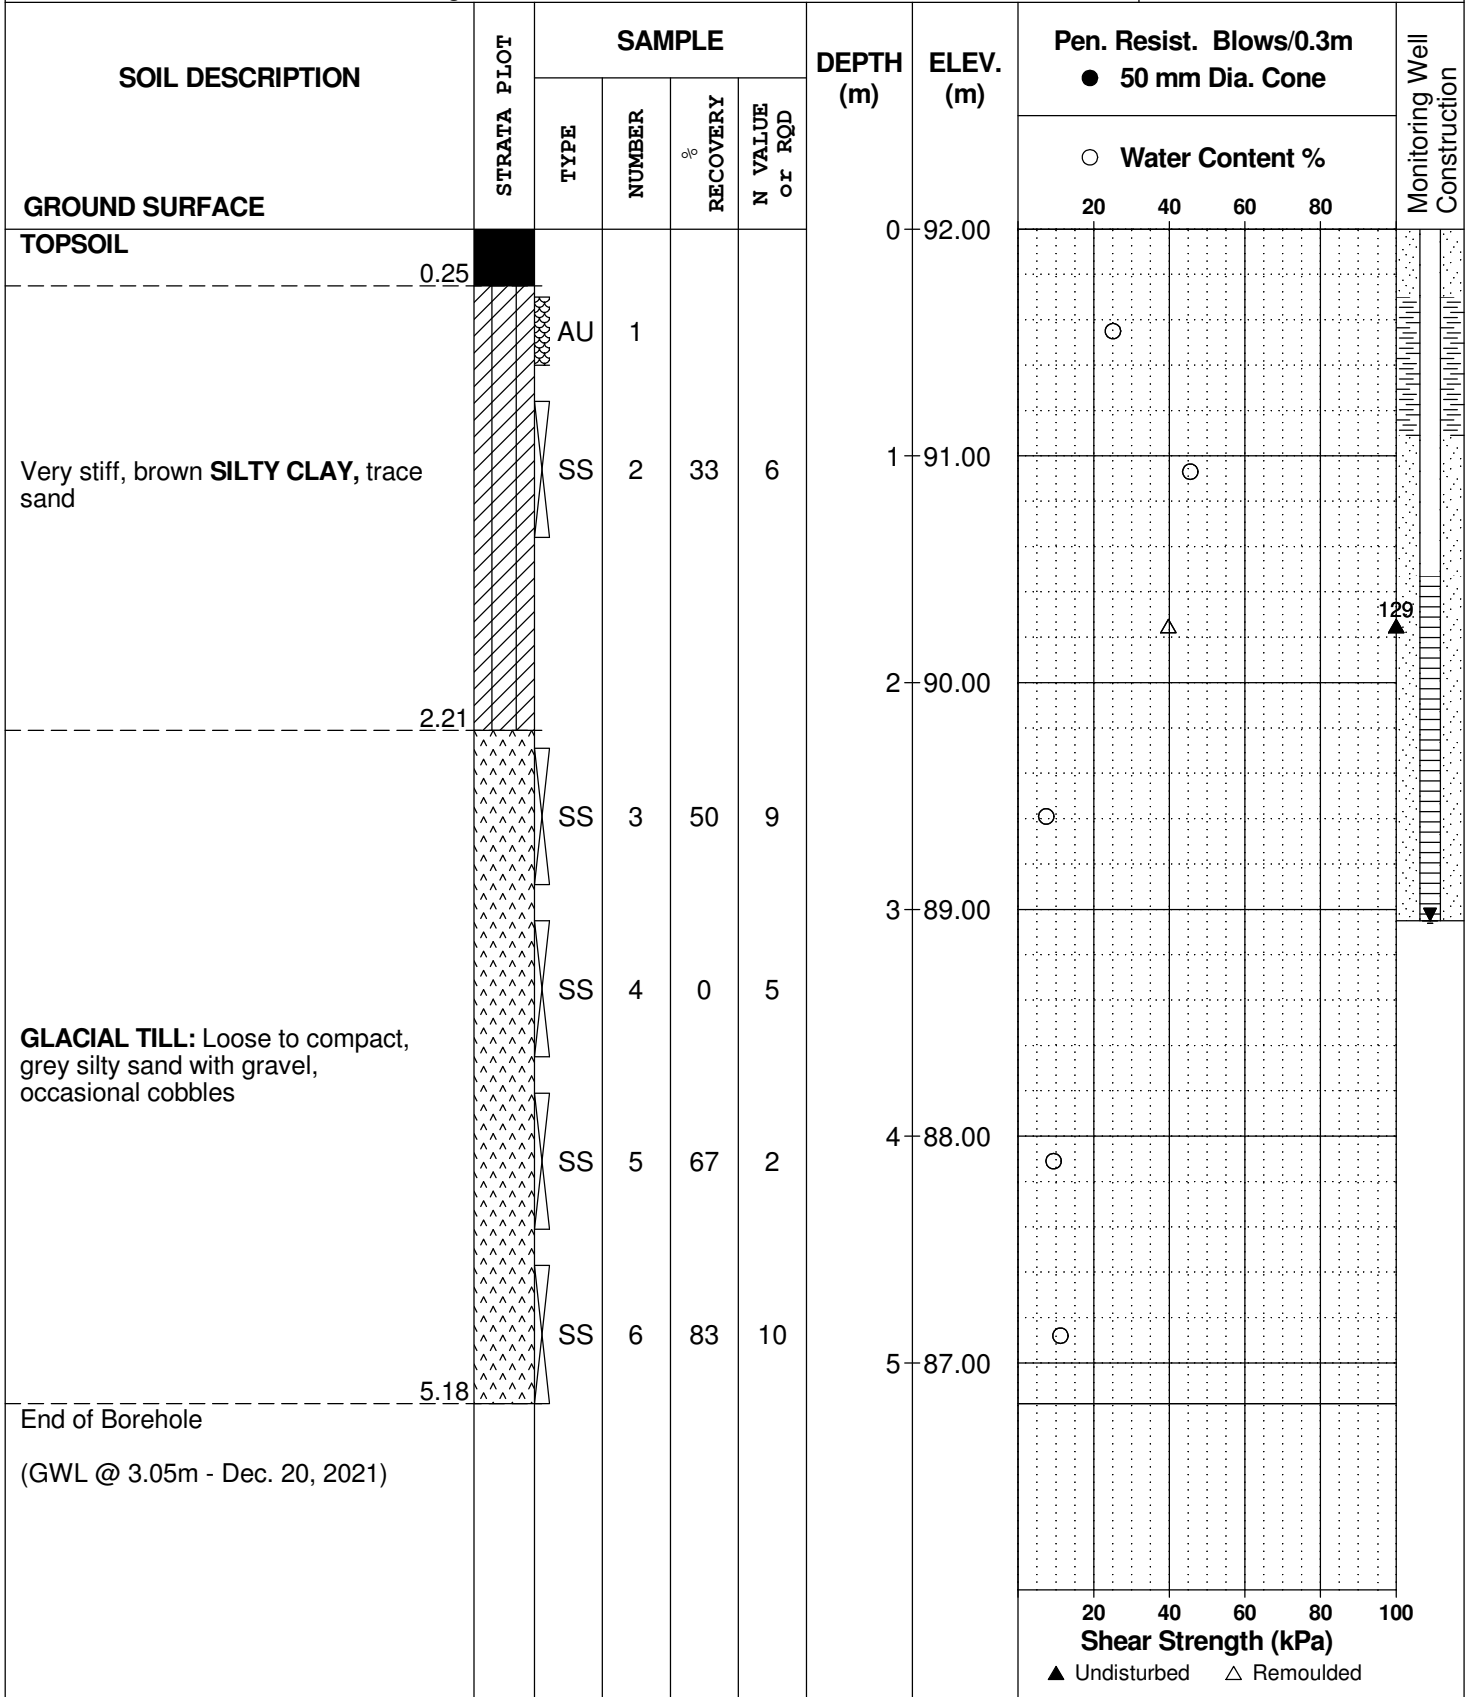 SOIL DESCRIPTION
GROUND SURFACE
STRATA PLOT
SAMPLE
TYPE
NUMBER
%
RECOVERY
N VALUE
or RQD
DEPTH
(m)
ELEV.
(m)
Pen. Resist. Blows/0.3m
● 50 mm Dia. Cone
○ Water Content %
20 40 60 80
Monitoring Well
Construction
TOPSOIL
0.25
0 92.00
AU 1
Very stiff, brown SILTY CLAY, trace
sand
SS 2 33 6
1 91.00
129
2 90.00
2.21
SS 3 50 9
3 89.00
SS 4 0 5
GLACIAL TILL: Loose to compact,
grey silty sand with gravel,
occasional cobbles
4 88.00
SS 5 67 2
SS 6 83 10
5 87.00
5.18
End of Borehole
(GWL @ 3.05m - Dec. 20, 2021)
20 40 60 80 100
Shear Strength (kPa)
▲ Undisturbed △ Remoulded